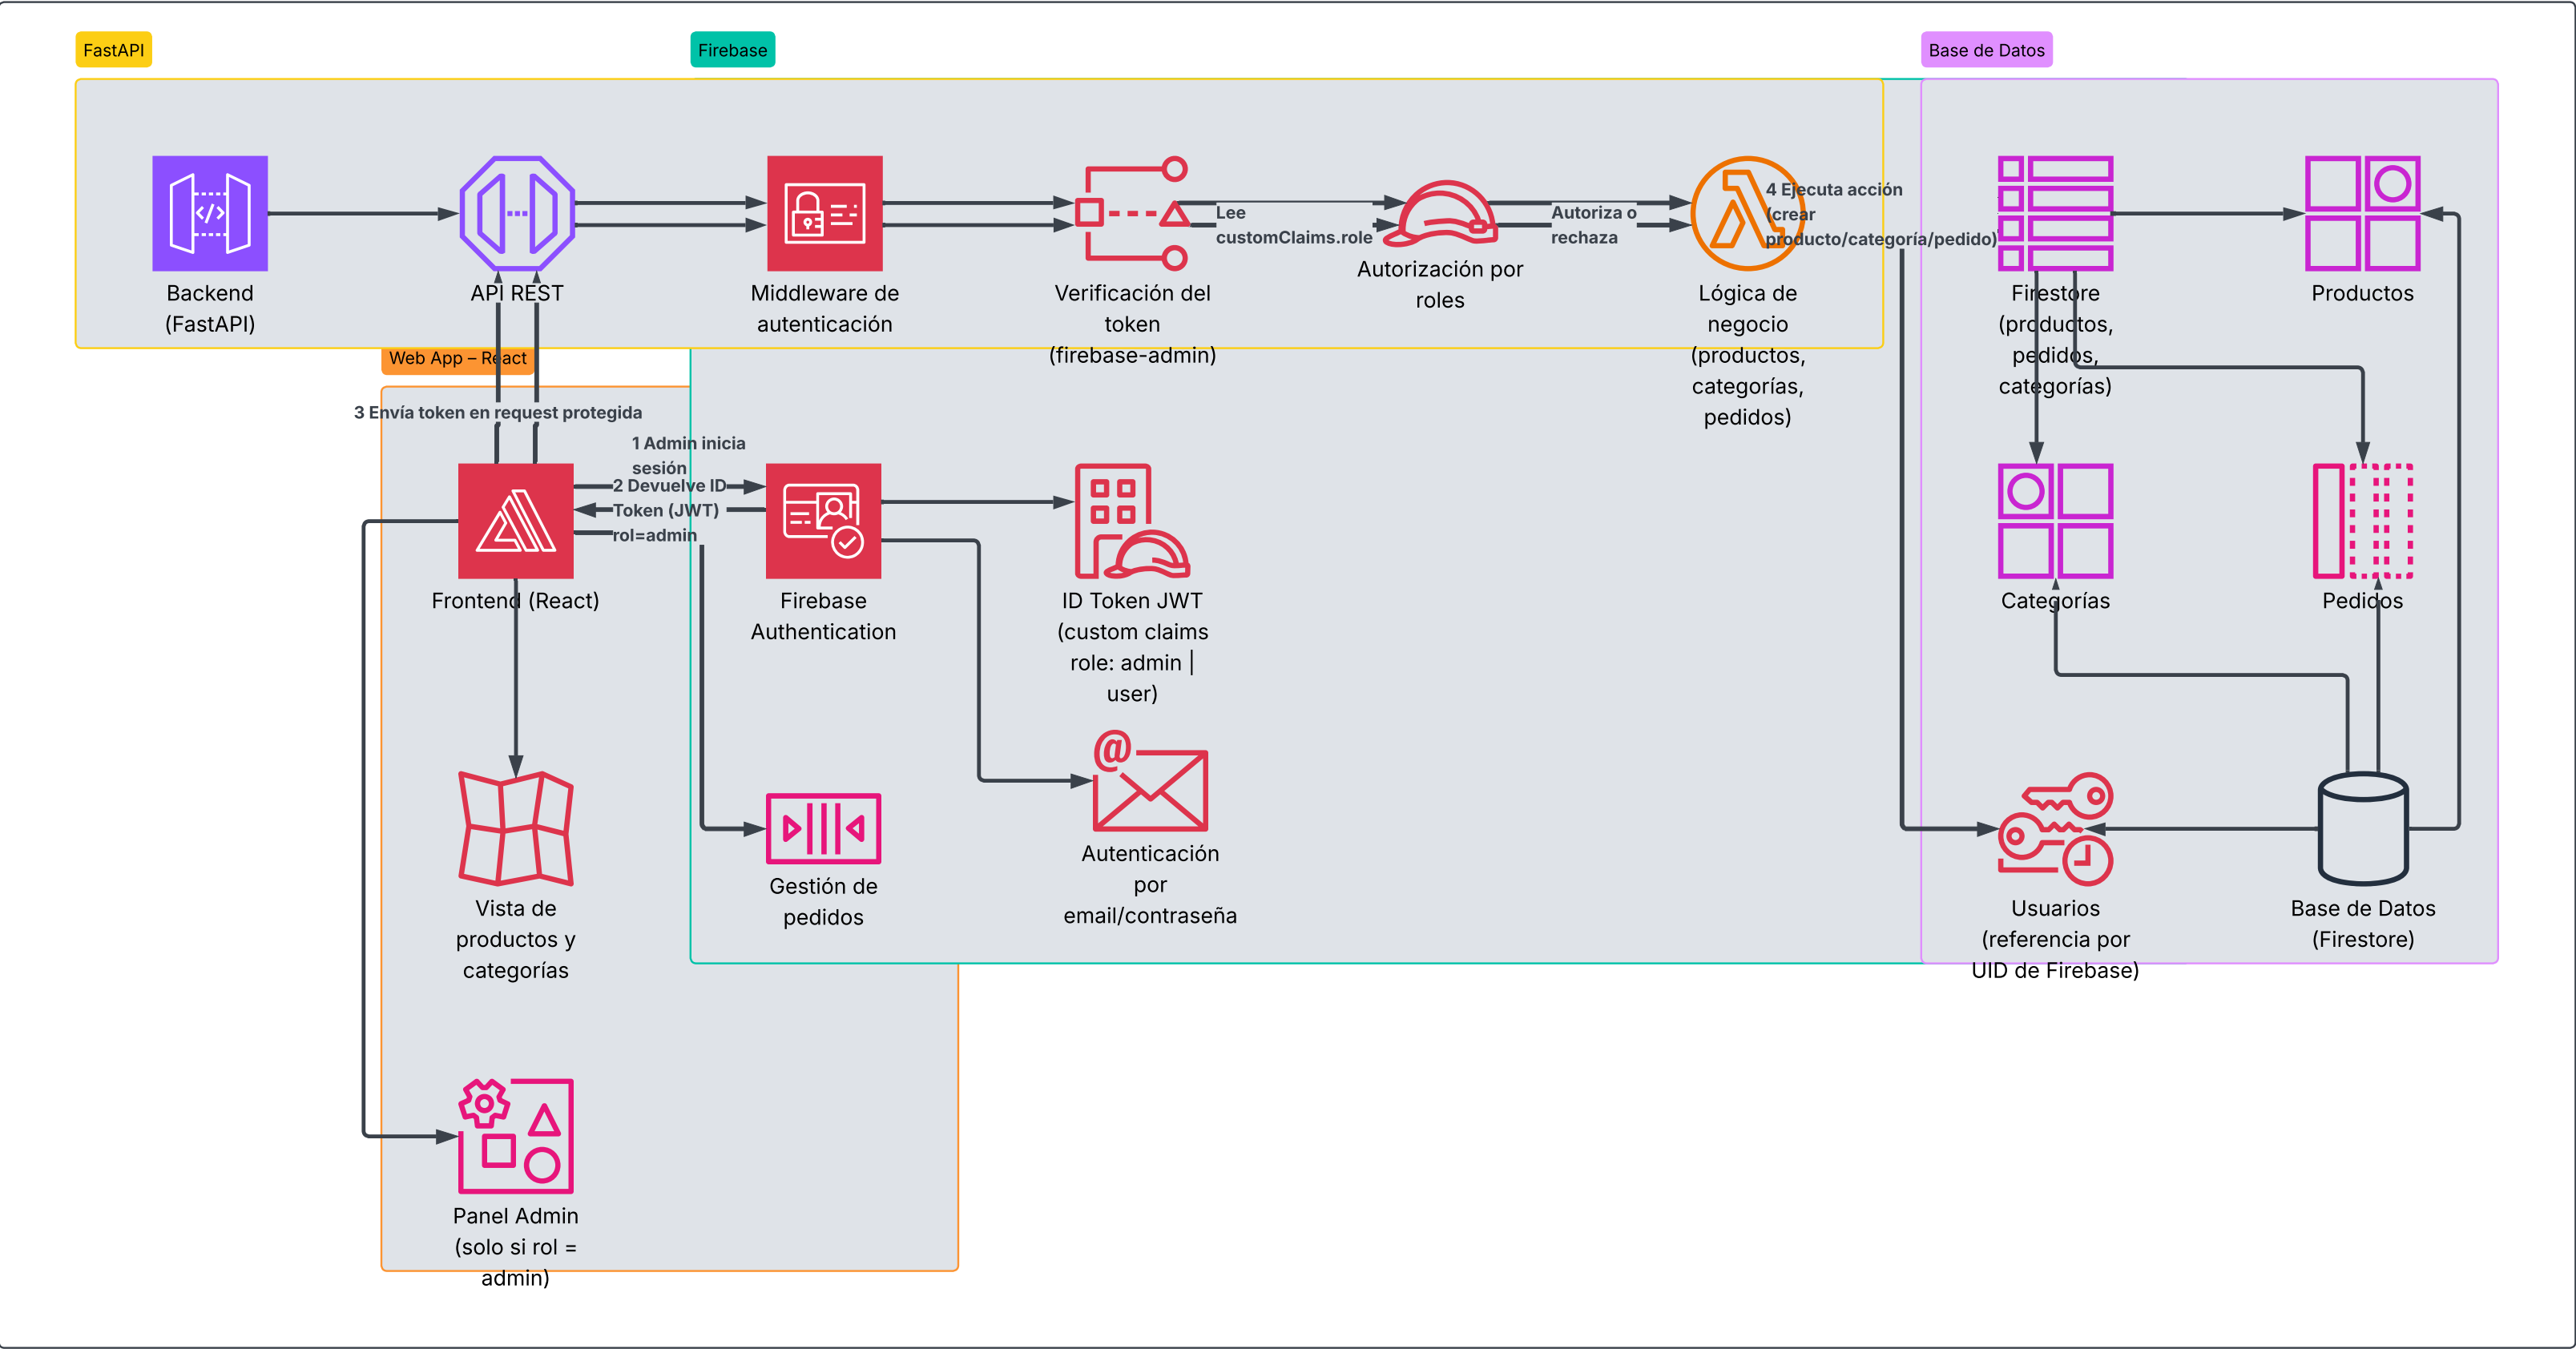 FastAPI
Firebase
Base de Datos
Backend
(FastAPI)
API REST
Middleware de
autenticación
Verificación del
token
(firebase-admin)
Lee
customClaims.role
Autorización por
roles
Autoriza o
rechaza
Lógica de
negocio
(productos,
categorías,
pedidos)
4 Ejecuta acción
(crear
producto/categoría/pedido)
Firestore
(productos,
pedidos,
categorías)
Productos
Web App – React
3 Envía token en request protegida
1 Admin inicia
sesión
2 Devuelve ID
Token (JWT)
rol=admin
Frontend (React)
Firebase
Authentication
ID Token JWT
(custom claims
role: admin |
user)
Categorías
Pedidos
Vista de
productos y
categorías
Gestión de
pedidos
@
Autenticación
por
email/contraseña
Usuarios
(referencia por
UID de Firebase)
Base de Datos
(Firestore)
Panel Admin
(solo si rol =
admin)